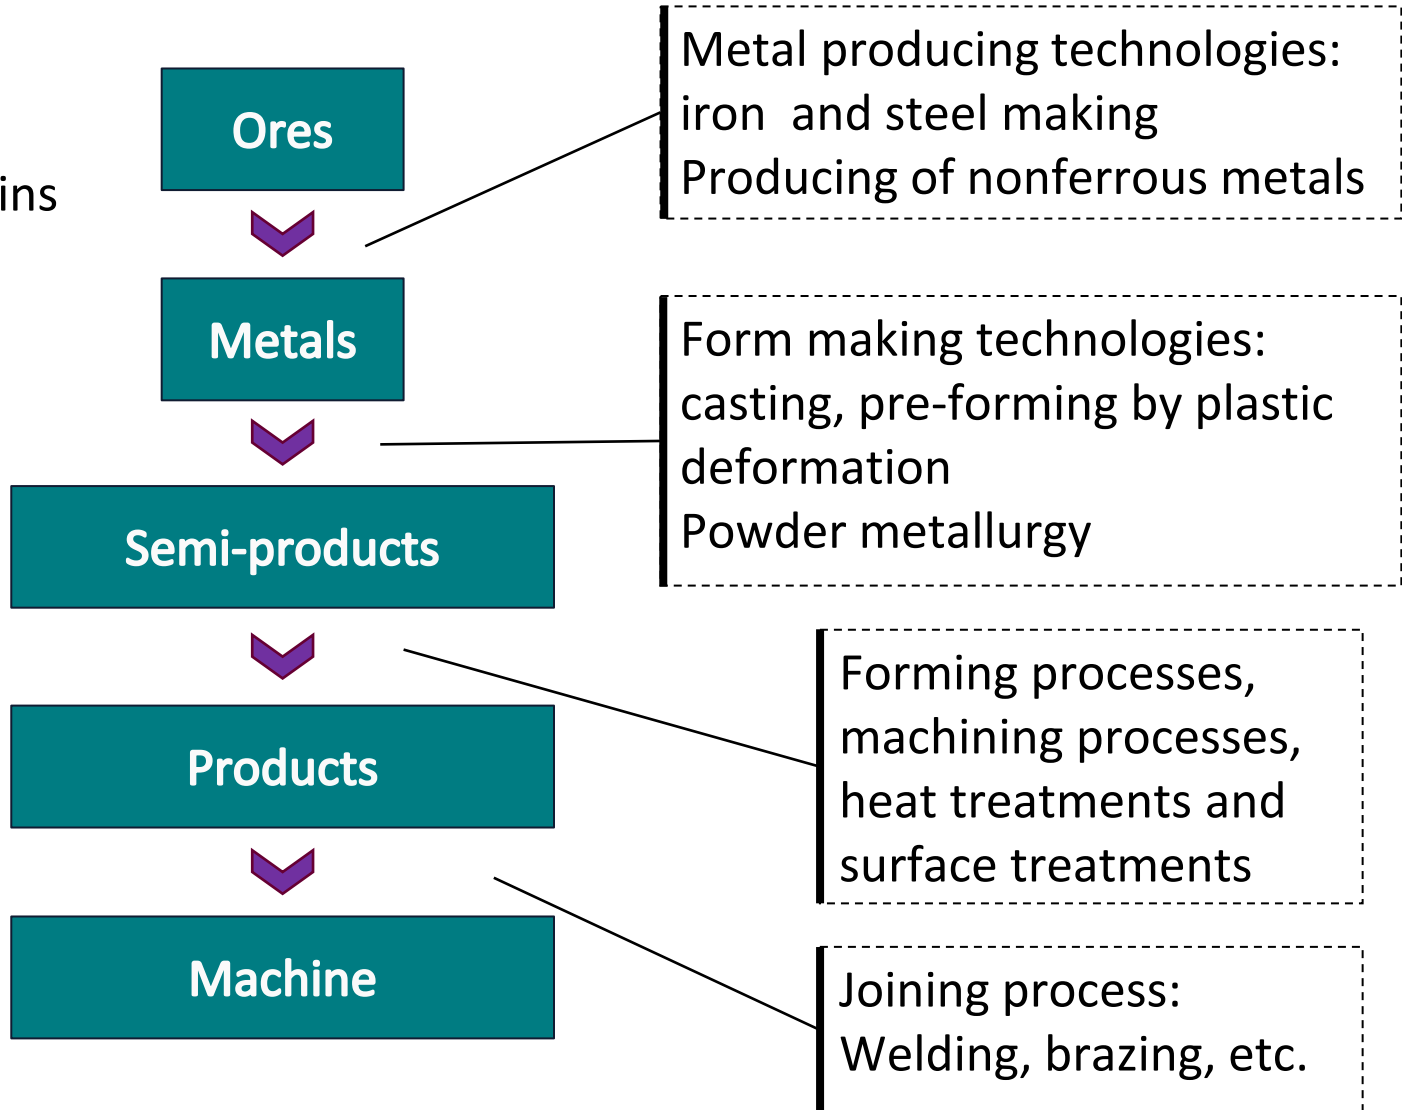 Ores
ins
Metals
Semi-products
Products
Machine
Metal producing technologies:
iron and steel making
Producing of nonferrous metals
Form making technologies:
casting, pre-forming by plastic
deformation
Powder metallurgy
Forming processes,
machining processes,
heat treatments and
surface treatments
Joining process:
Welding, brazing, etc.